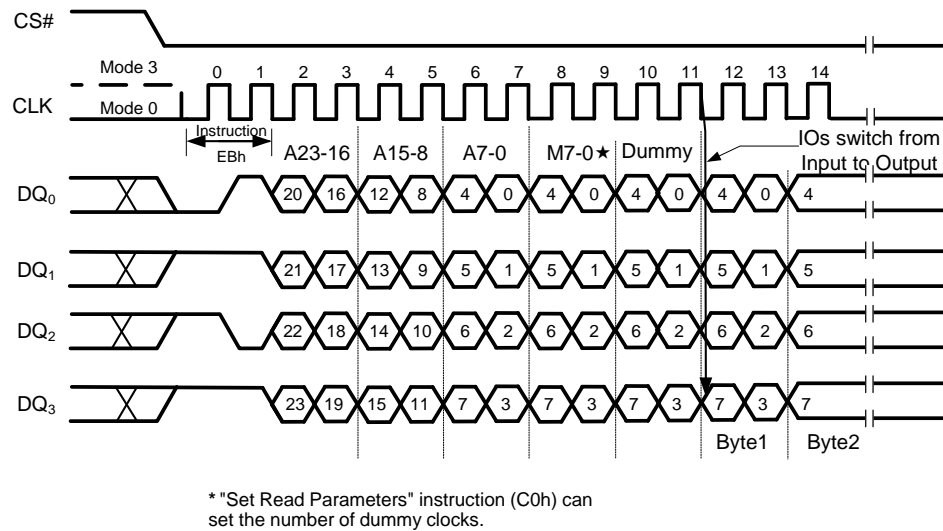 CS#
Mode 3
0 1 2 3 4 5 6 7 8 9 10 11 12 13 14
CLK
Mode 0
Instruction
EBh
A23-16 A15-8 A7-0 M7-0★ Dummy
IOs switch from
Input to Output
DQ₀ 20 16 12 8 4 0 4 0 4 0 4 0 4
DQ₁ 21 17 13 9 5 1 5 1 5 1 5 1 5
DQ₂ 22 18 14 10 6 2 6 2 6 2 6 2 6
DQ₃ 23 19 15 11 7 3 7 3 7 3 7 3 7
Byte1 Byte2
* "Set Read Parameters" instruction (C0h) can
set the number of dummy clocks.